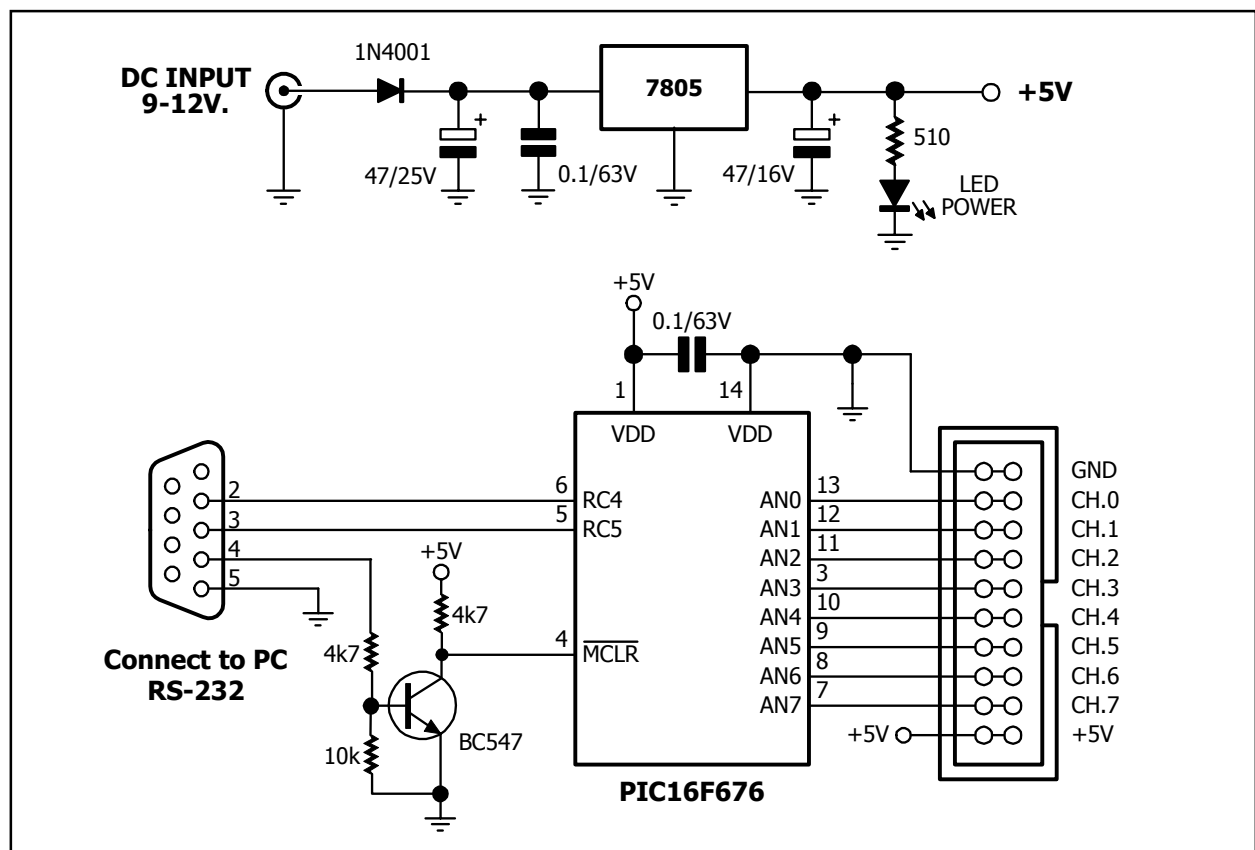 1N4001
DC INPUT
9-12V.
7805
+5V
+
47/25V
0.1/63V
+
47/16V
510
LED
POWER
+5V
0.1/63V
1
14
VDD
VDD
GND
2
6
RC4
AN0
13
CH.0
3
5
RC5
AN1
12
CH.1
4
+5V
AN2
11
CH.2
5
AN3
3
CH.3
4k7
AN4
10
CH.4
Connect to PC
RS-232
4k7
4
MCLR
AN5
9
CH.5
AN6
8
CH.6
AN7
7
CH.7
10k
BC547
+5V
+5V
PIC16F676